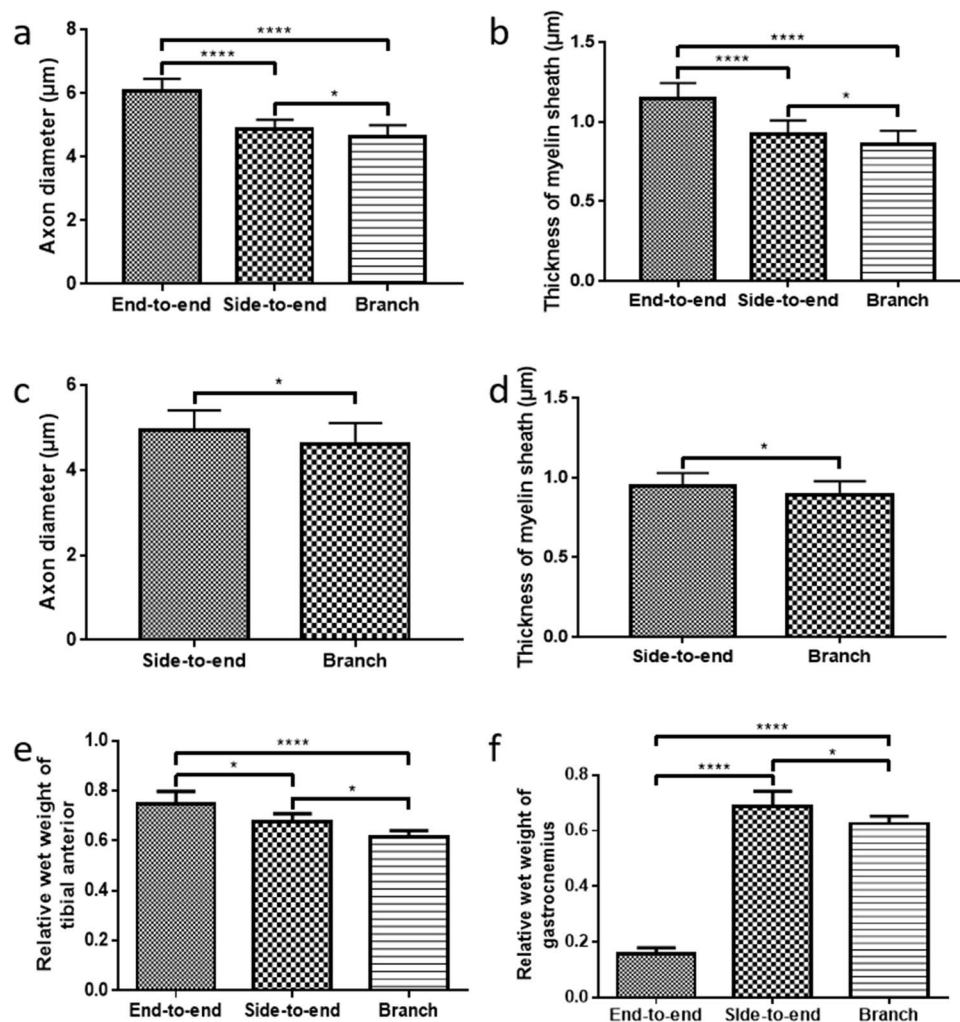 a
Axon diameter (μm)
8
6
4
2
0
****
****
*
End-to-end Side-to-end Branch
b
Thickness of myelin sheath (μm)
1.5
1.0
0.5
0.0
****
****
*
End-to-end Side-to-end Branch
c
Axon diameter (μm)
6
4
2
0
*
Side-to-end Branch
d
Thickness of myelin sheath (μm)
1.5
1.0
0.5
0.0
*
Side-to-end Branch
e
Relative wet weight of
tibial anterior
1.0
0.8
0.6
0.4
0.2
0.0
****
*
*
End-to-end Side-to-end Branch
f
Relative wet weight of
gastrocnemius
0.8
0.6
0.4
0.2
0.0
****
****
*
End-to-end Side-to-end Branch